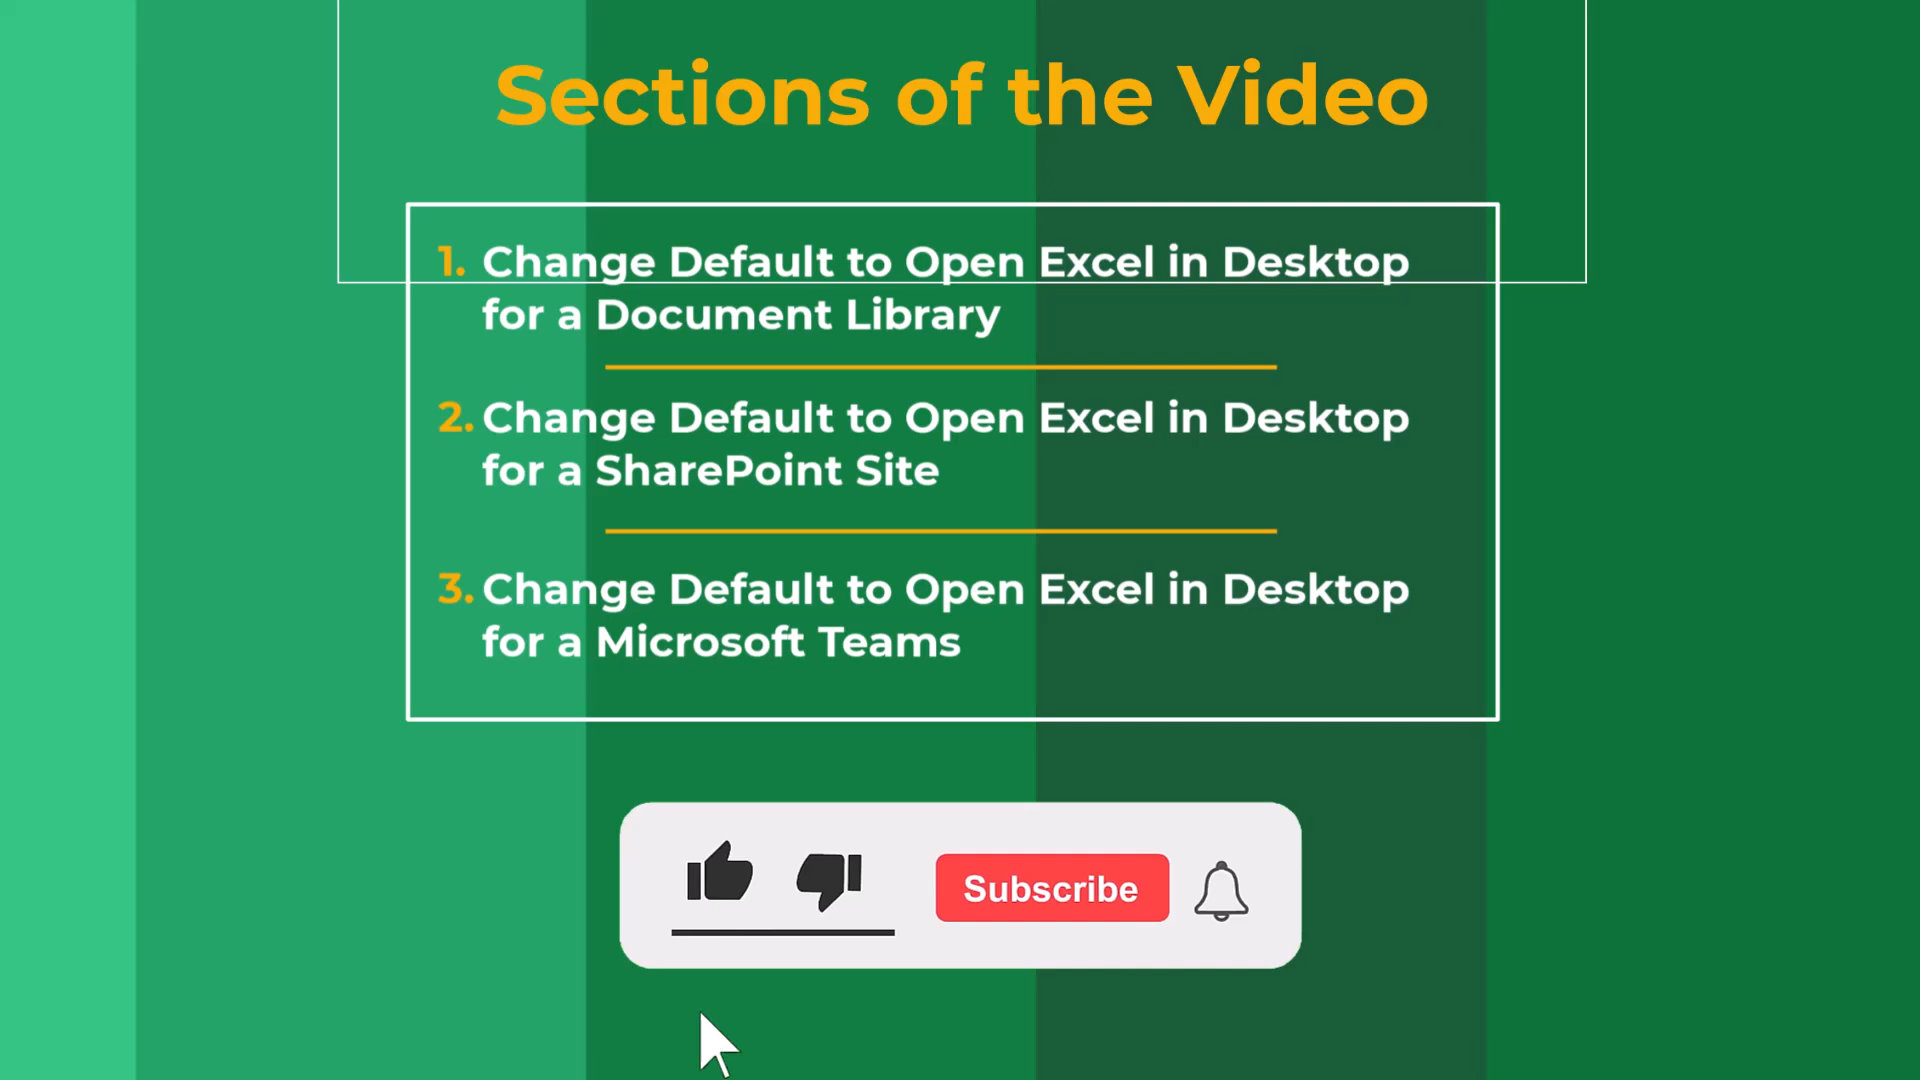 Sections of the Video
1. Change Default to Open Excel in Desktop
for a Document Library
2. Change Default to Open Excel in Desktop
for a SharePoint Site
3. Change Default to Open Excel in Desktop
for a Microsoft Teams
Subscribe